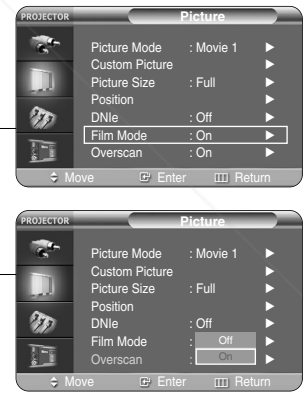 PROJECTOR Picture
Picture Mode : Movie 1
Custom Picture
Picture Size : Full
Position
DNIe : Off
Film Mode : On
Overscan : On
Move Enter Return
PROJECTOR Picture
Picture Mode : Movie 1
Custom Picture
Picture Size : Full
Position
DNIe : Off
Film Mode : Off
Overscan : On
Move Enter Return